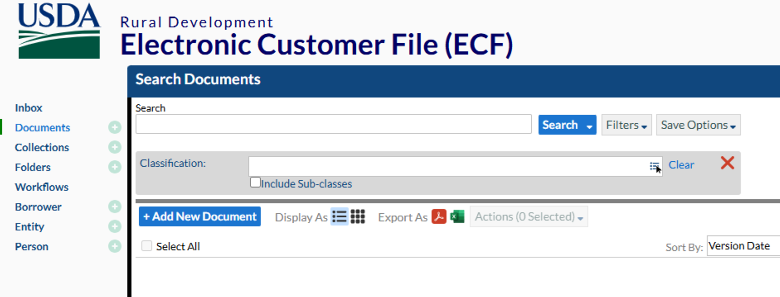 USDA
Rural Development
Electronic Customer File (ECF)
Search Documents
Inbox
Documents
Collections
Folders
Workflows
Borrower
Entity
Person
Search
Search
Filters
Save Options
Classification:
Clear
Include Sub-classes
+ Add New Document
Display As
Export As
Actions (0 Selected)
Select All
Sort By:
Version Date